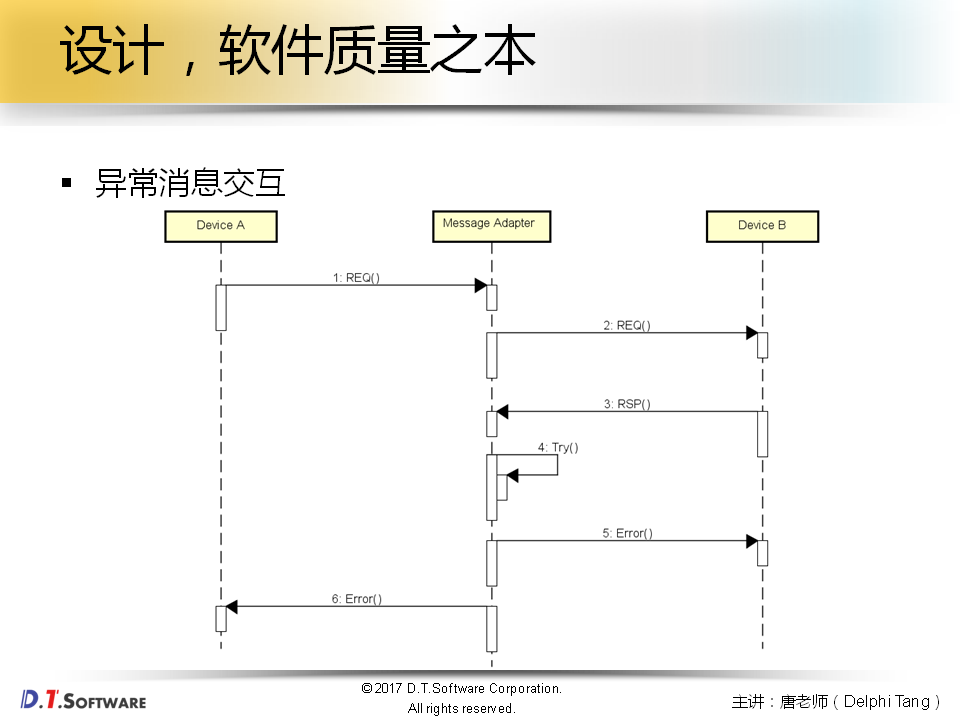 设计，软件质量之本
异常消息交互
Device A
Message Adapter
Device B
1: REQ()
2: REQ()
3: RSP()
4: Try()
5: Error()
6: Error()
D.T.SOFTWARE
©2017 D.T.Software Corporation.
All rights reserved.
主讲：唐老师（Delphi Tang）